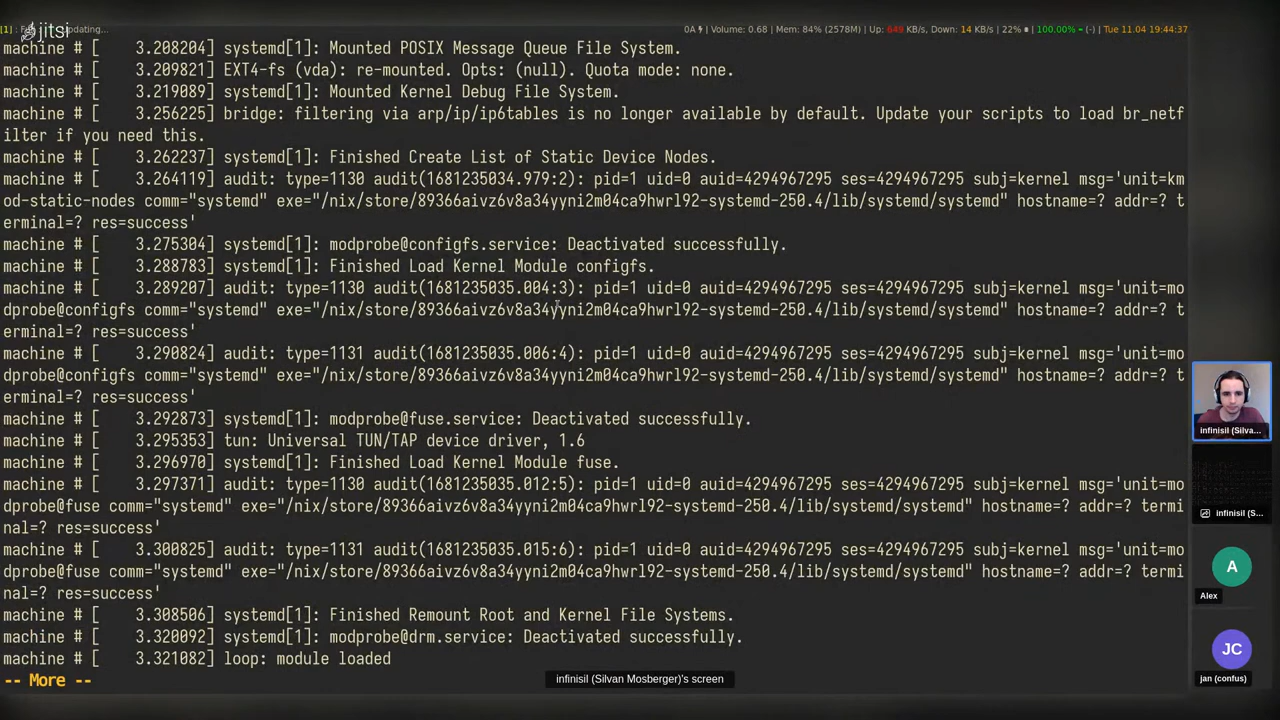 [1] : F jitsi pdating... 0A | Volume: 0.68 | Mem: 84% (2578M) | Up: 649 KB/s, Down: 14 KB/s | 22% | 100.00% (-) | Tue 11.04 19:44:37
machine # [    3.208204] systemd[1]: Mounted POSIX Message Queue File System.
machine # [    3.209821] EXT4-fs (vda): re-mounted. Opts: (null). Quota mode: none.
machine # [    3.219089] systemd[1]: Mounted Kernel Debug File System.
machine # [    3.256225] bridge: filtering via arp/ip/ip6tables is no longer available by default. Update your scripts to load br_netf
ilter if you need this.
machine # [    3.262237] systemd[1]: Finished Create List of Static Device Nodes.
machine # [    3.264119] audit: type=1130 audit(1681235034.979:2): pid=1 uid=0 auid=4294967295 ses=4294967295 subj=kernel msg='unit=km
od-static-nodes comm="systemd" exe="/nix/store/89366aivz6v8a34yyni2m04ca9hwrl92-systemd-250.4/lib/systemd/systemd" hostname=? addr=? t
erminal=? res=success'
machine # [    3.275304] systemd[1]: modprobe@configfs.service: Deactivated successfully.
machine # [    3.288783] systemd[1]: Finished Load Kernel Module configfs.
machine # [    3.289207] audit: type=1130 audit(1681235035.004:3): pid=1 uid=0 auid=4294967295 ses=4294967295 subj=kernel msg='unit=mo
dprobe@configfs comm="systemd" exe="/nix/store/89366aivz6v8a34yyni2m04ca9hwrl92-systemd-250.4/lib/systemd/systemd" hostname=? addr=? t
erminal=? res=success'
machine # [    3.290824] audit: type=1131 audit(1681235035.006:4): pid=1 uid=0 auid=4294967295 ses=4294967295 subj=kernel msg='unit=mo
dprobe@configfs comm="systemd" exe="/nix/store/89366aivz6v8a34yyni2m04ca9hwrl92-systemd-250.4/lib/systemd/systemd" hostname=? addr=? t
erminal=? res=success'
machine # [    3.292873] systemd[1]: modprobe@fuse.service: Deactivated successfully.
machine # [    3.295353] tun: Universal TUN/TAP device driver, 1.6
machine # [    3.296970] systemd[1]: Finished Load Kernel Module fuse.
machine # [    3.297371] audit: type=1130 audit(1681235035.012:5): pid=1 uid=0 auid=4294967295 ses=4294967295 subj=kernel msg='unit=mo
dprobe@fuse comm="systemd" exe="/nix/store/89366aivz6v8a34yyni2m04ca9hwrl92-systemd-250.4/lib/systemd/systemd" hostname=? addr=? termi
nal=? res=success'
machine # [    3.300825] audit: type=1131 audit(1681235035.015:6): pid=1 uid=0 auid=4294967295 ses=4294967295 subj=kernel msg='unit=mo
dprobe@fuse comm="systemd" exe="/nix/store/89366aivz6v8a34yyni2m04ca9hwrl92-systemd-250.4/lib/systemd/systemd" hostname=? addr=? termi
nal=? res=success'
machine # [    3.308506] systemd[1]: Finished Remount Root and Kernel File Systems.
machine # [    3.320092] systemd[1]: modprobe@drm.service: Deactivated successfully.
machine # [    3.321082] loop: module loaded
-- More --
infinisil (Silvan Mosberger)'s screen
infinisil (Silva...
infinisil (S...
A
Alex
JC
jan (confus)